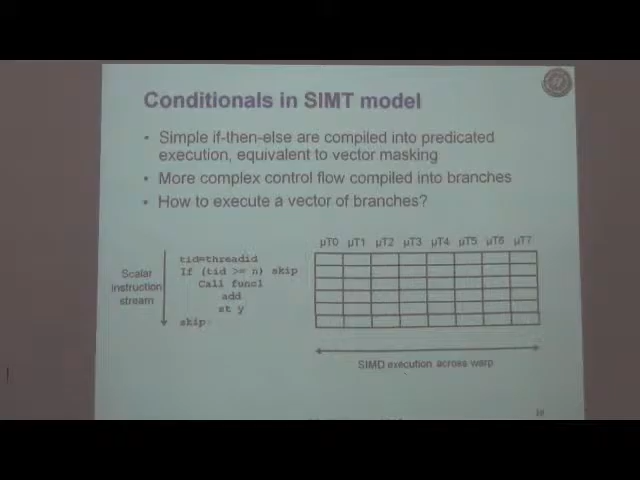 Conditionals in SIMT model
• Simple if-then-else are compiled into predicated
execution, equivalent to vector masking
• More complex control flow compiled into branches
• How to execute a vector of branches?
µT0 µT1 µT2 µT3 µT4 µT5 µT6 µT7
Scalar
instruction
stream
tid=threadid
If (tid >= n) skip
Call func1
add
st y
skip:
SIMD execution across warp